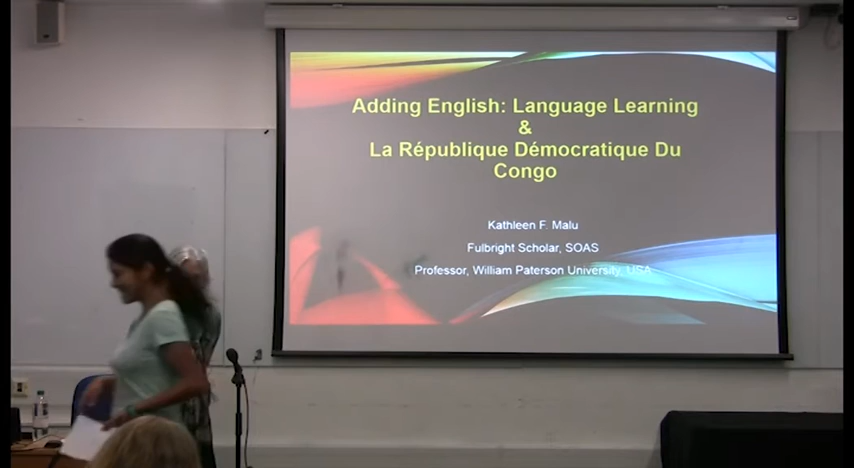 Adding English: Language Learning
&
La République Démocratique Du
Congo
Kathleen F. Malu
Fulbright Scholar, SOAS
Professor, William Paterson University, USA